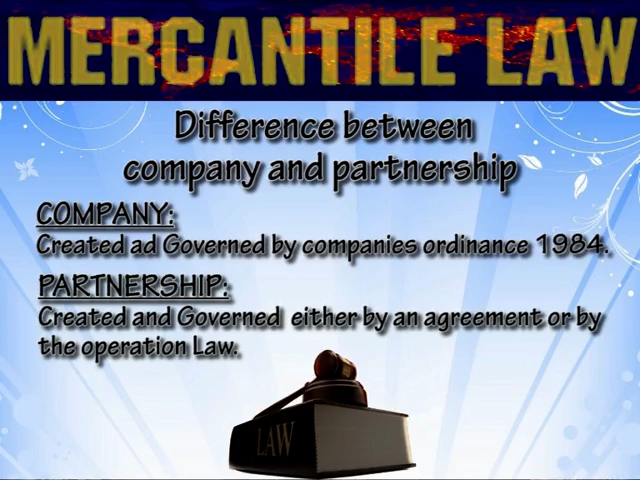 MERCANTILE LAW
Difference between
company and partnership
COMPANY:
Created ad Governed by companies ordinance 1984.
PARTNERSHIP:
Created and Governed either by an agreement or by
the operation Law.
LAW